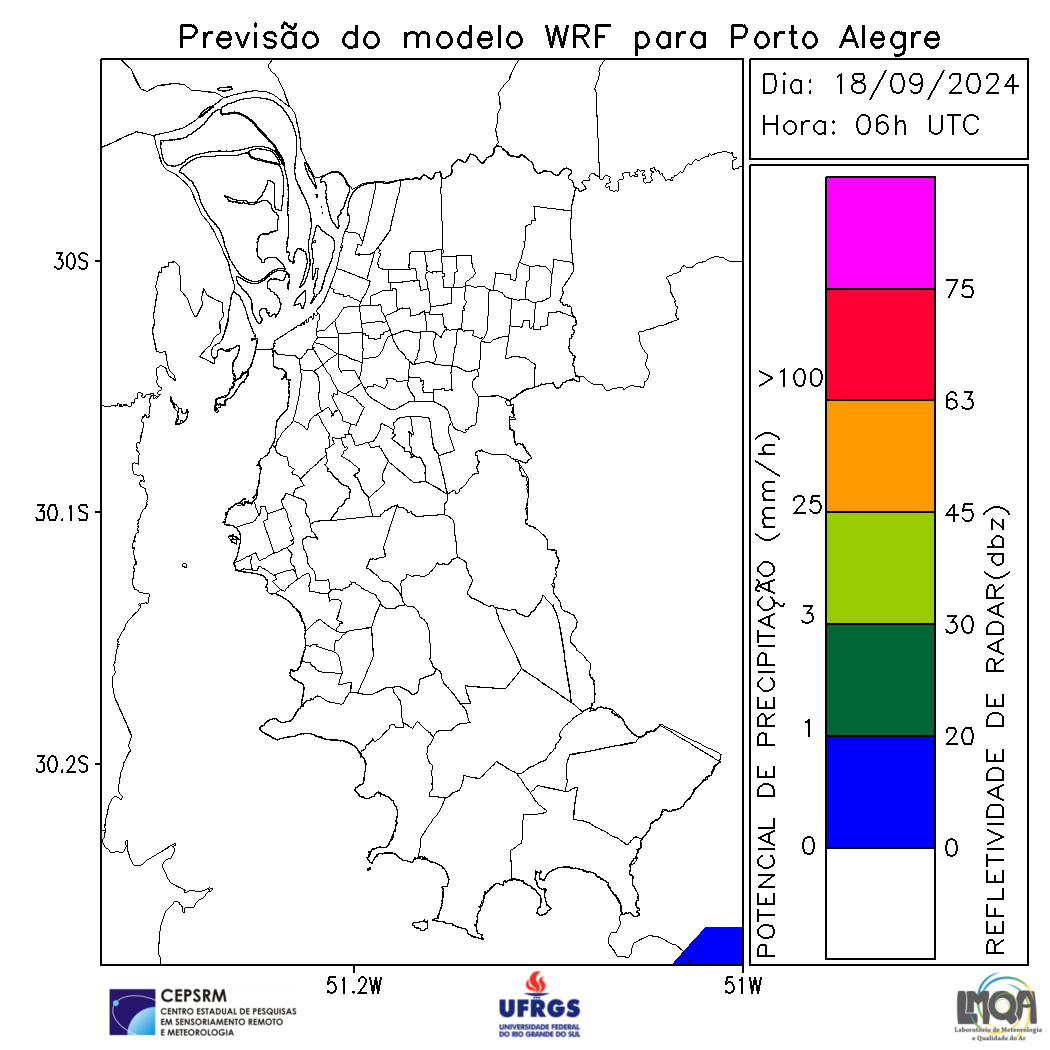 Previsão do modelo WRF para Porto Alegre
Dia: 18/09/2024
Hora: 06h UTC
30S
30.1S
30.2S
51.2W
51W
POTENCIAL DE PRECIPITAÇÃO (mm/h)
>100
25
3
1
0
75
63
45
30
20
0
REFLETIVIDADE DE RADAR(dbz)
CEPSRM
CENTRO ESTADUAL DE PESQUISAS
EM SENSORIAMENTO REMOTO
E METEOROLOGIA
UFRGS
UNIVERSIDADE FEDERAL
DO RIO GRANDE DO SUL
LMQA
Laboratório de Meteorologia
e Qualidade do Ar